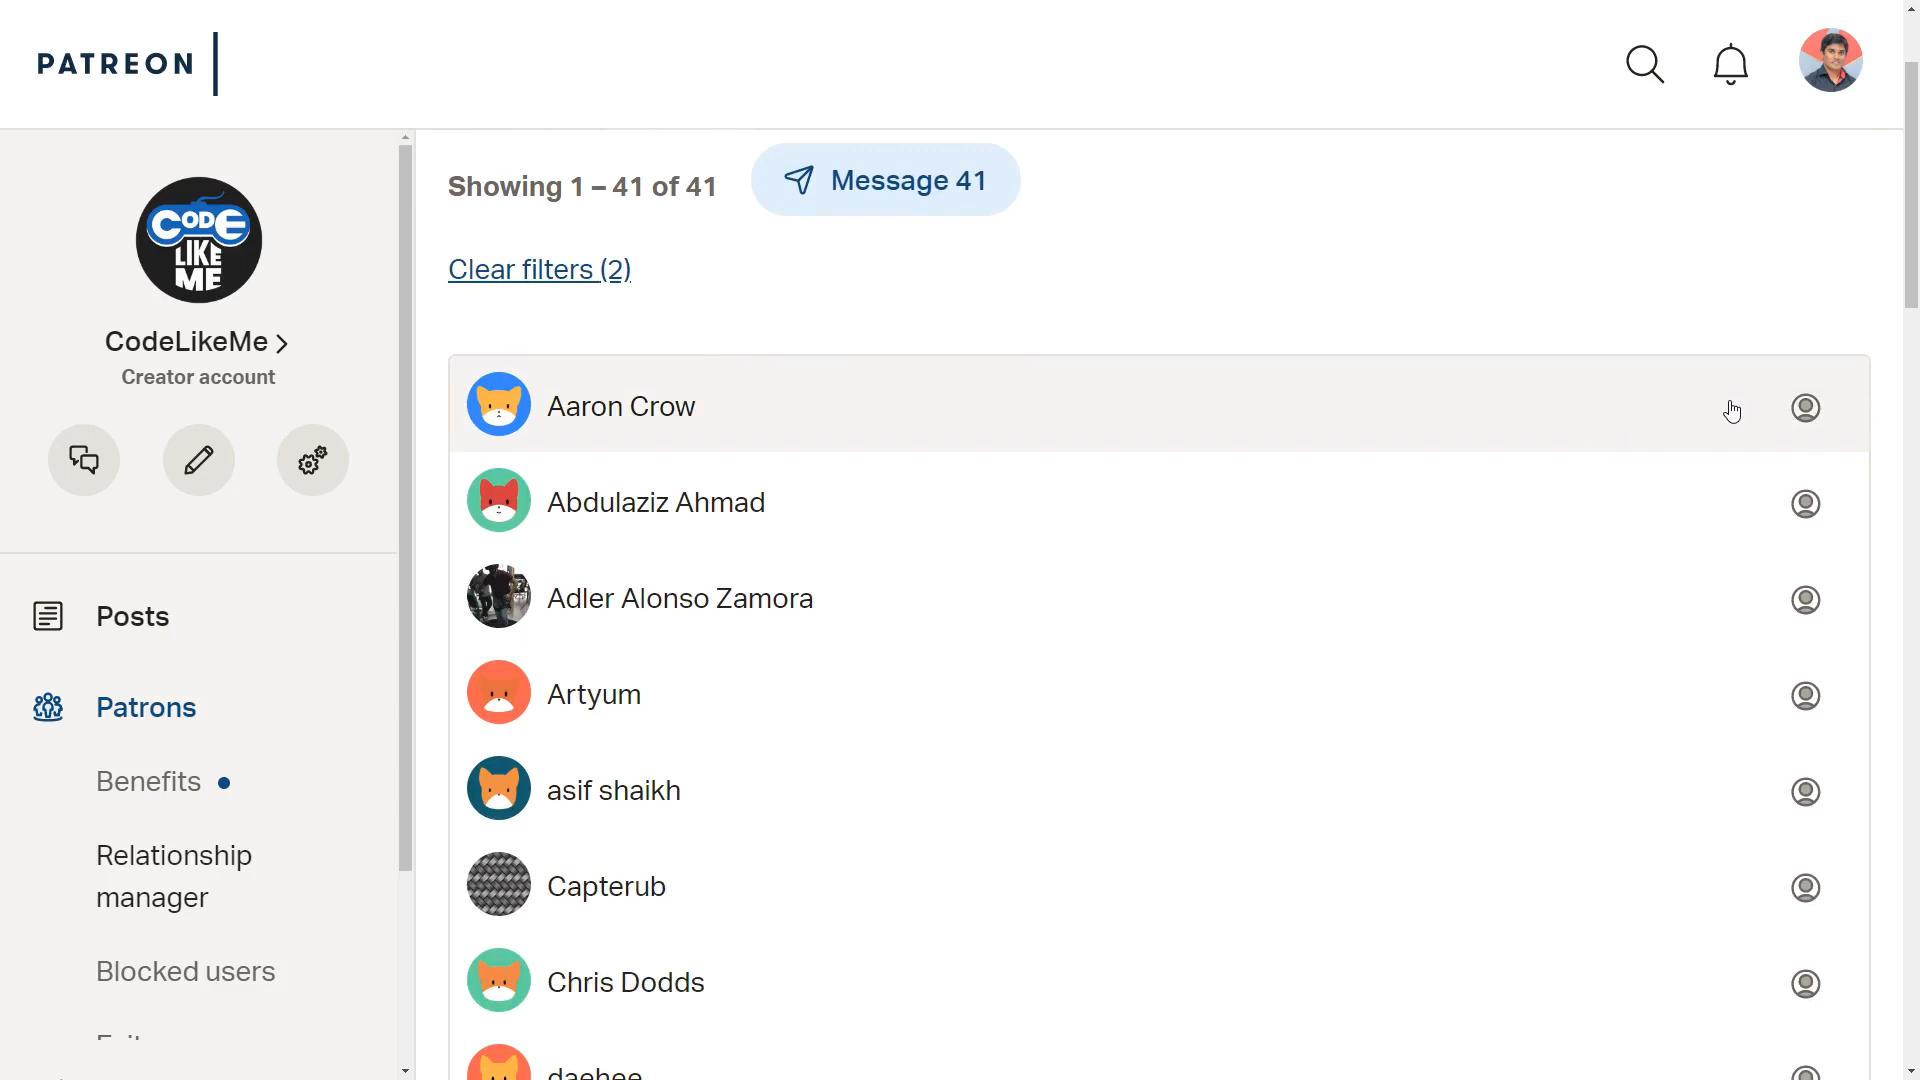 PATREON
CODE
LIKE
ME
CodeLikeMe
Creator account
Posts
Patrons
Benefits
Relationship
manager
Blocked users
Showing 1 – 41 of 41
Message 41
Clear filters (2)
Aaron Crow
Abdulaziz Ahmad
Adler Alonso Zamora
Artyum
asif shaikh
Capterub
Chris Dodds
daehee